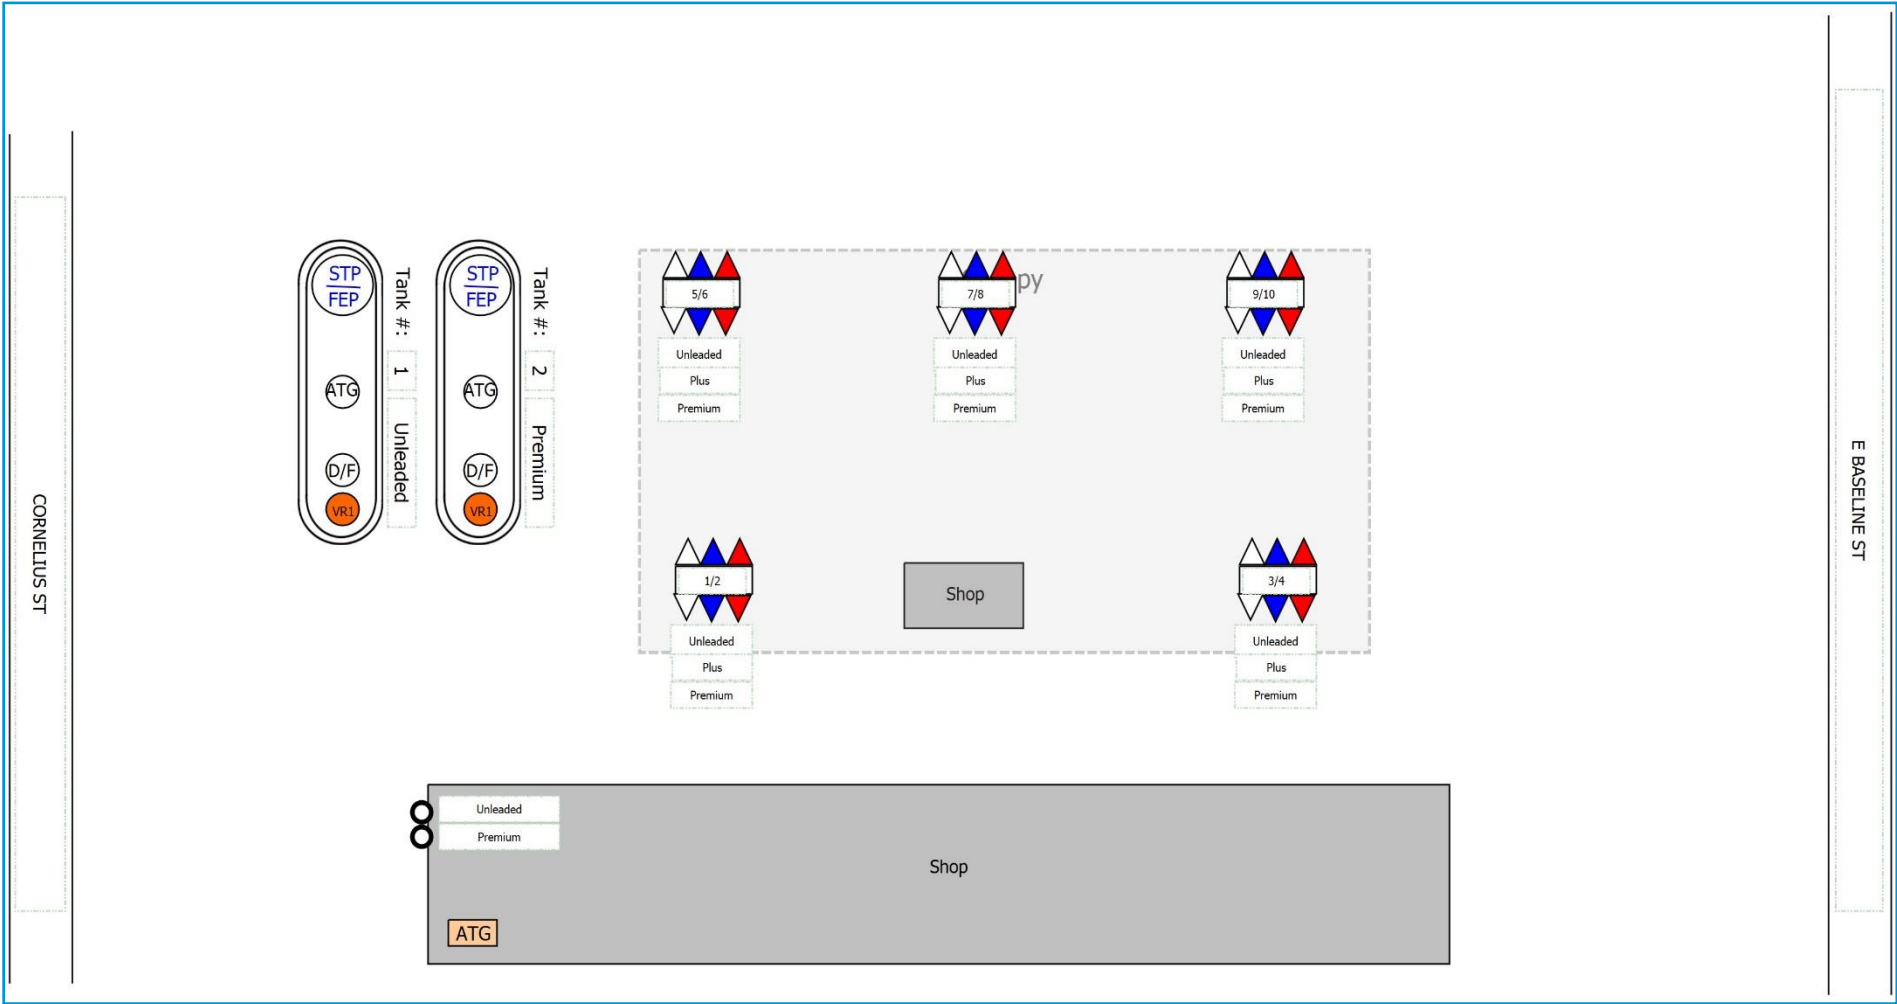 CORNELIUS ST
STP
FEP
ATG
D/F
VR1
Tank #:
1
Unleaded
STP
FEP
ATG
D/F
VR1
Tank #:
2
Premium
py
5/6
Unleaded
Plus
Premium
7/8
Unleaded
Plus
Premium
9/10
Unleaded
Plus
Premium
1/2
Unleaded
Plus
Premium
Shop
3/4
Unleaded
Plus
Premium
E BASELINE ST
Unleaded
Premium
Shop
ATG